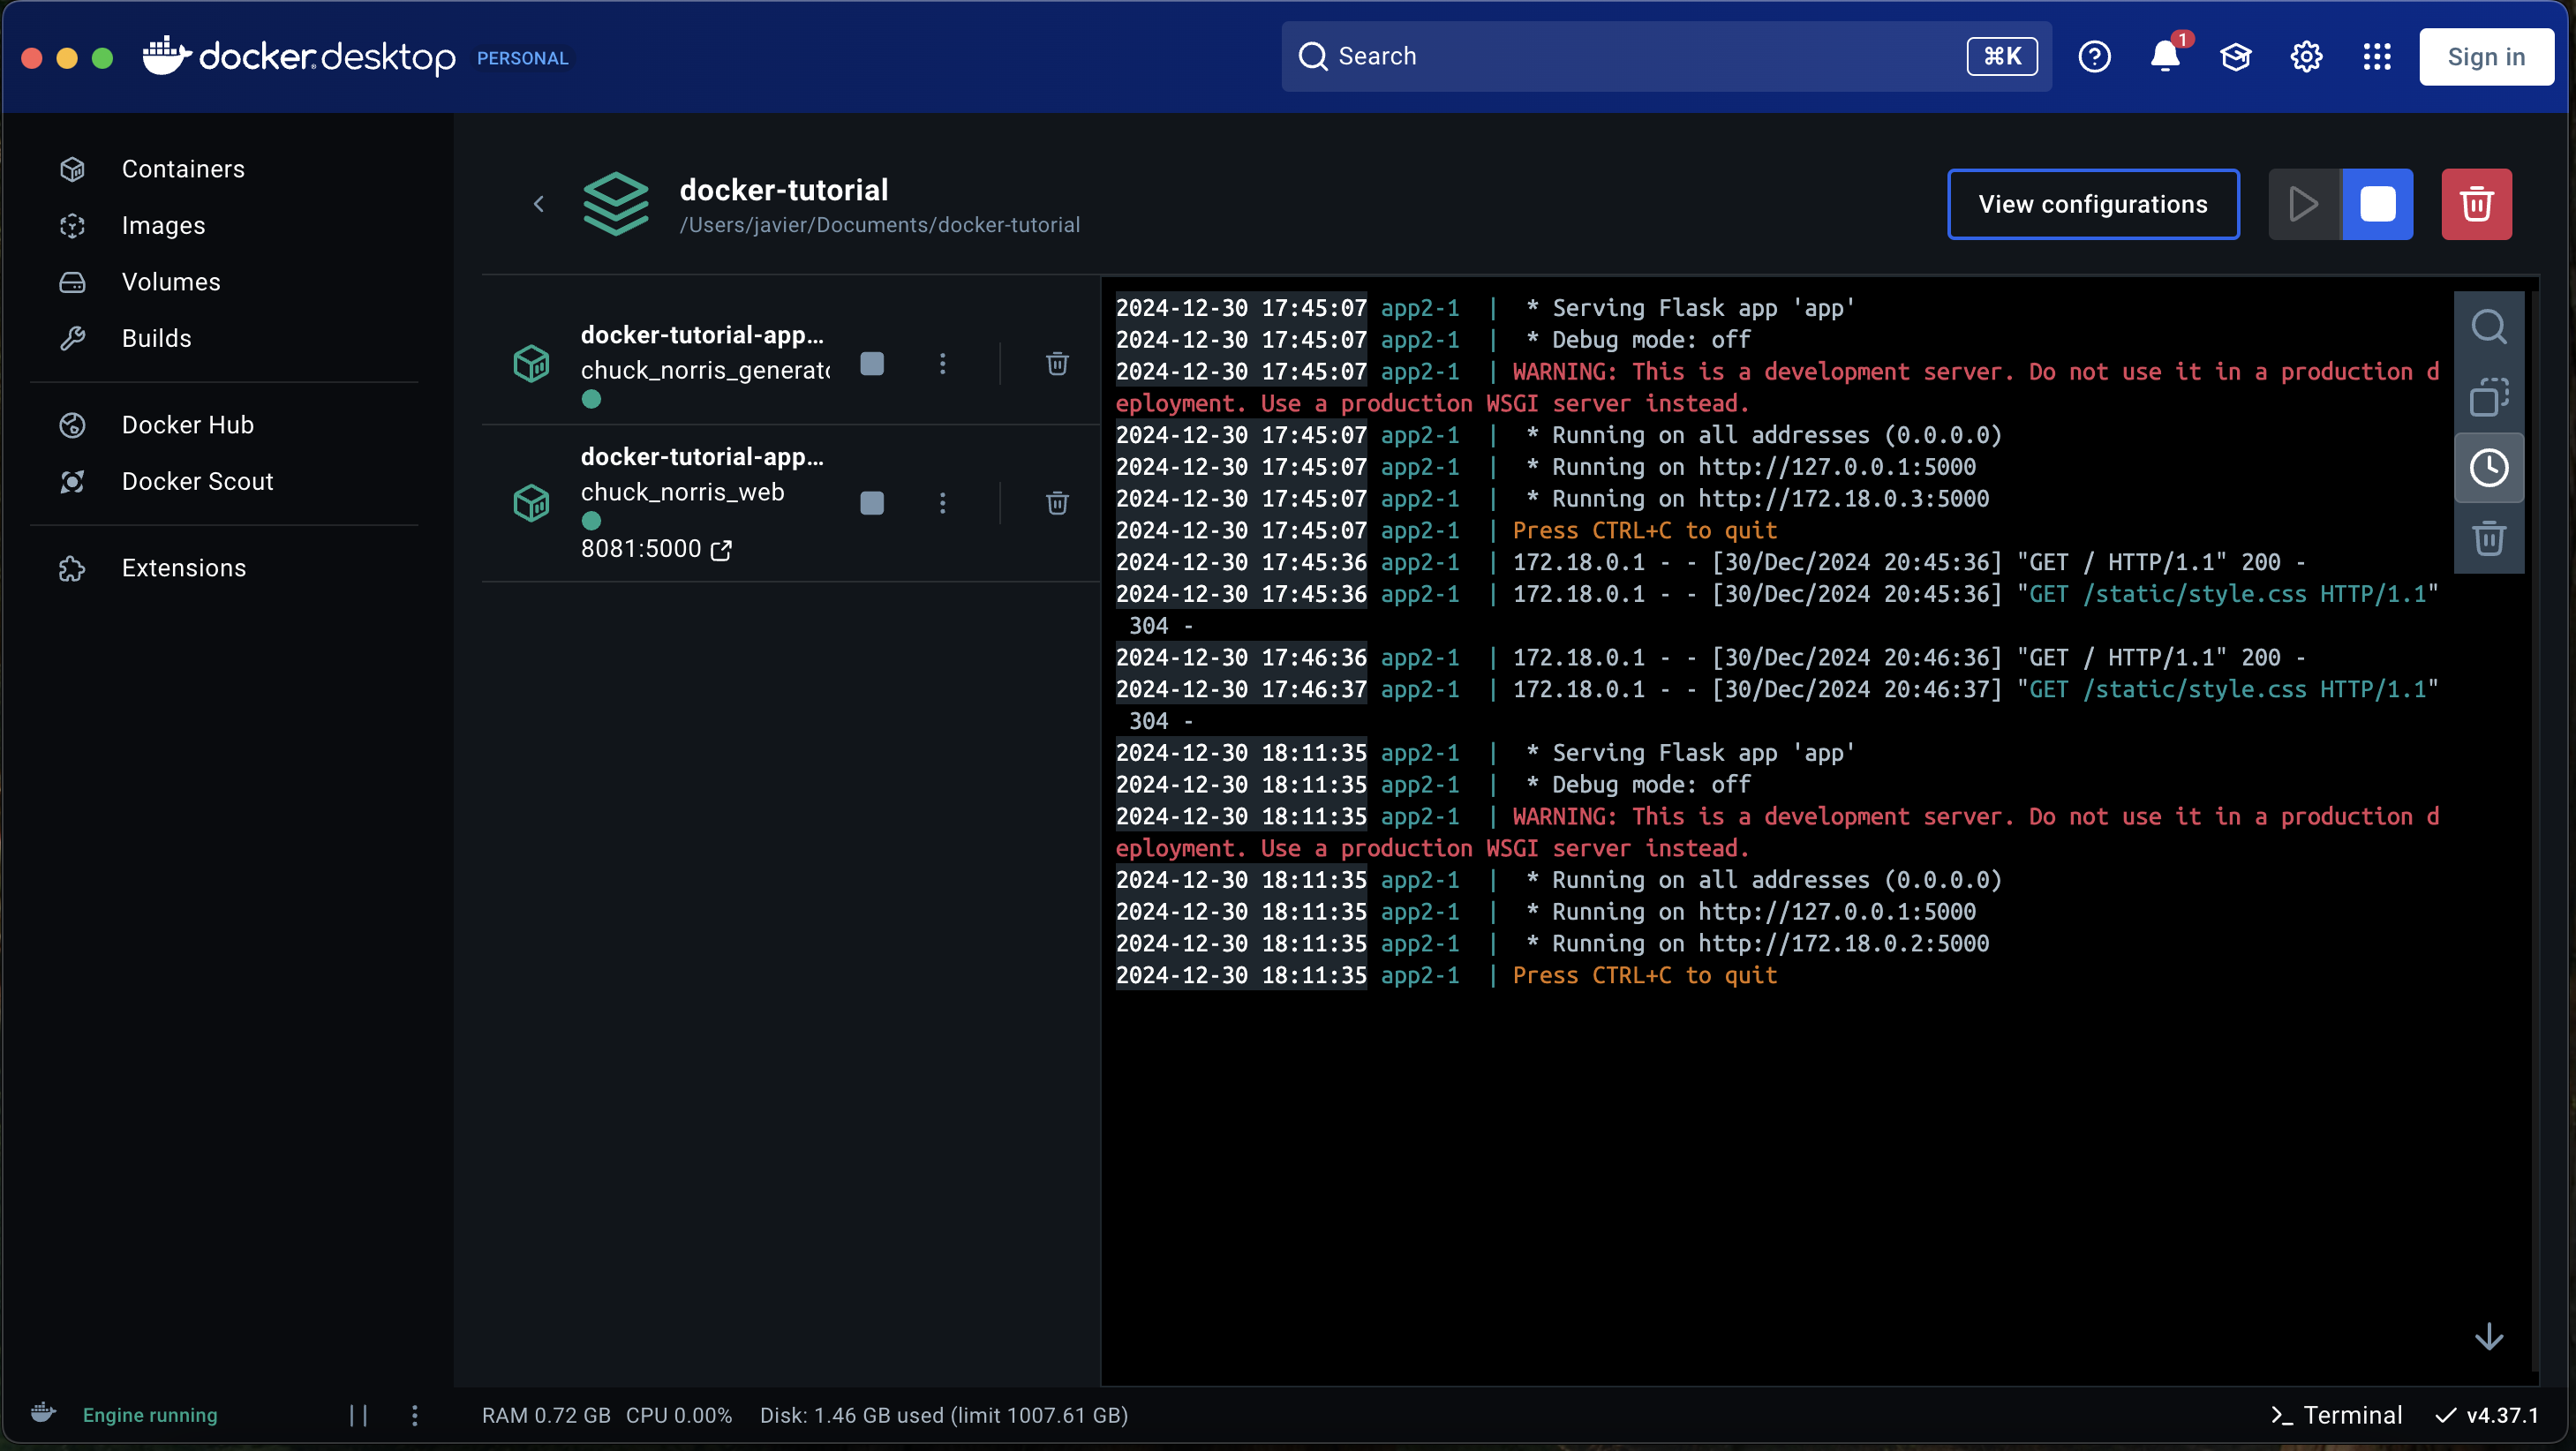 docker.desktop PERSONAL
Search
⌘K
1
Sign in
Containers
Images
Volumes
Builds
Docker Hub
Docker Scout
Extensions
docker-tutorial
/Users/javier/Documents/docker-tutorial
View configurations
docker-tutorial-app...
chuck_norris_generato
docker-tutorial-app...
chuck_norris_web
8081:5000
2024-12-30 17:45:07 app2-1  |  * Serving Flask app 'app'
2024-12-30 17:45:07 app2-1  |  * Debug mode: off
2024-12-30 17:45:07 app2-1  | WARNING: This is a development server. Do not use it in a production d
eployment. Use a production WSGI server instead.
2024-12-30 17:45:07 app2-1  |  * Running on all addresses (0.0.0.0)
2024-12-30 17:45:07 app2-1  |  * Running on http://127.0.0.1:5000
2024-12-30 17:45:07 app2-1  |  * Running on http://172.18.0.3:5000
2024-12-30 17:45:07 app2-1  | Press CTRL+C to quit
2024-12-30 17:45:36 app2-1  | 172.18.0.1 - - [30/Dec/2024 20:45:36] "GET / HTTP/1.1" 200 -
2024-12-30 17:45:36 app2-1  | 172.18.0.1 - - [30/Dec/2024 20:45:36] "GET /static/style.css HTTP/1.1"
304 -
2024-12-30 17:46:36 app2-1  | 172.18.0.1 - - [30/Dec/2024 20:46:36] "GET / HTTP/1.1" 200 -
2024-12-30 17:46:37 app2-1  | 172.18.0.1 - - [30/Dec/2024 20:46:37] "GET /static/style.css HTTP/1.1"
304 -
2024-12-30 18:11:35 app2-1  |  * Serving Flask app 'app'
2024-12-30 18:11:35 app2-1  |  * Debug mode: off
2024-12-30 18:11:35 app2-1  | WARNING: This is a development server. Do not use it in a production d
eployment. Use a production WSGI server instead.
2024-12-30 18:11:35 app2-1  |  * Running on all addresses (0.0.0.0)
2024-12-30 18:11:35 app2-1  |  * Running on http://127.0.0.1:5000
2024-12-30 18:11:35 app2-1  |  * Running on http://172.18.0.2:5000
2024-12-30 18:11:35 app2-1  | Press CTRL+C to quit
Engine running
RAM 0.72 GB CPU 0.00% Disk: 1.46 GB used (limit 1007.61 GB)
Terminal
v4.37.1